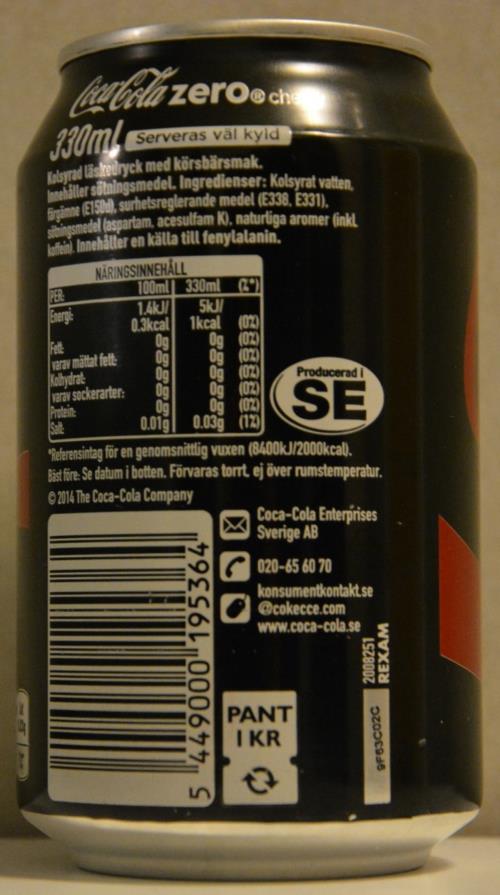 Coca-Cola zero® che
330ml Serveras väl kyld
Kolsyrad läskedryck med körsbärsmak.
Innehåller sötningsmedel. Ingredienser: Kolsyrat vatten,
färgämne (E150d), surhetsreglerande medel (E338, E331),
sötningsmedel (aspartam, acesulfam K), naturliga aromer (inkl.
koffein). Innehåller en källa till fenylalanin.
NÄRINGSINNEHÅLL
PER: 100ml 330ml (%*)
Energi: 1.4kJ/ 5kJ/
0.3kcal 1kcal (0%)
Fett: 0g 0g (0%)
varav mättat fett: 0g 0g (0%)
Kolhydrat: 0g 0g (0%)
varav sockerarter: 0g 0g (0%)
Protein: 0g 0g (0%)
Salt: 0.01g 0.03g (1%)
Producerad i
SE
*Referensintag för en genomsnittlig vuxen (8400kJ/2000kcal).
Bäst före: Se datum i botten. Förvaras torrt, ej över rumstemperatur.
© 2014 The Coca-Cola Company
Coca-Cola Enterprises
Sverige AB
020-65 60 70
konsumentkontakt.se
@cokecce.com
www.coca-cola.se
5 449000 195364
PANT
1 KR
2008251
REXAM
9F53C02C